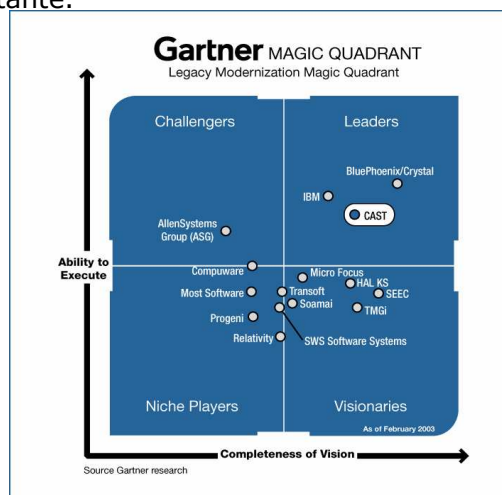 tante.
Gartner MAGIC QUADRANT
Legacy Modernization Magic Quadrant
Challengers
Leaders
BluePhoenix/Crystal
IBM
CAST
AllenSystems
Group (ASG)
Ability to
Execute
Compuware
Micro Focus
HAL KS
Most Software
Transoft
SEEC
Soamai
TMGi
Progeni
Relativity
SWS Software Systems
Niche Players
Visionaries
As of February 2003
Completeness of Vision
Source Gartner research